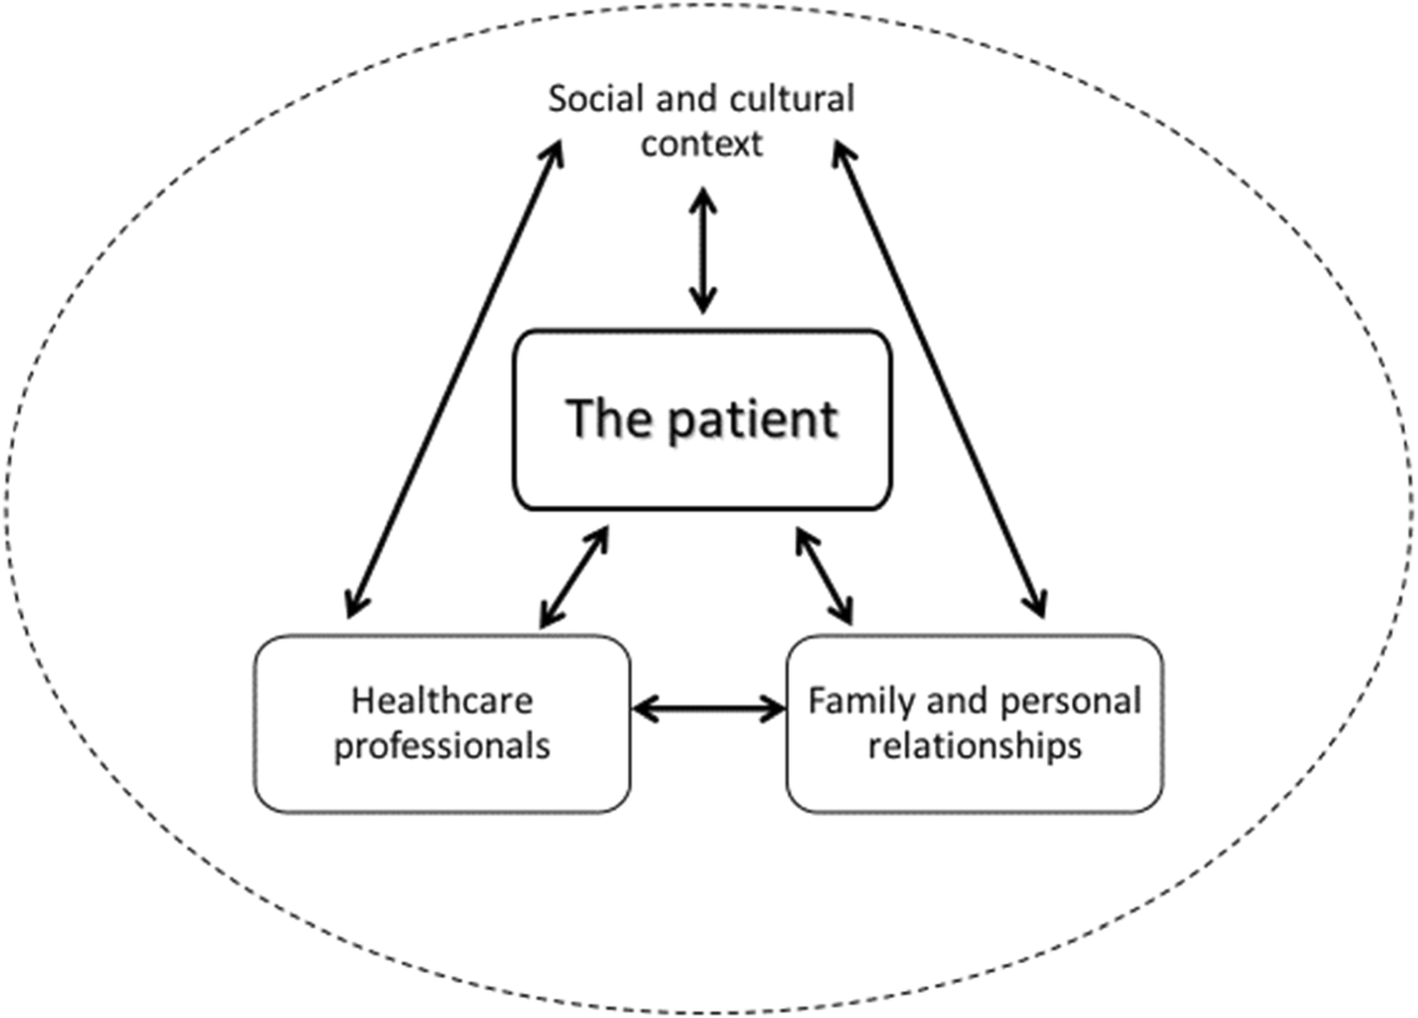 Social and cultural
context
The patient
Healthcare
professionals
Family and personal
relationships